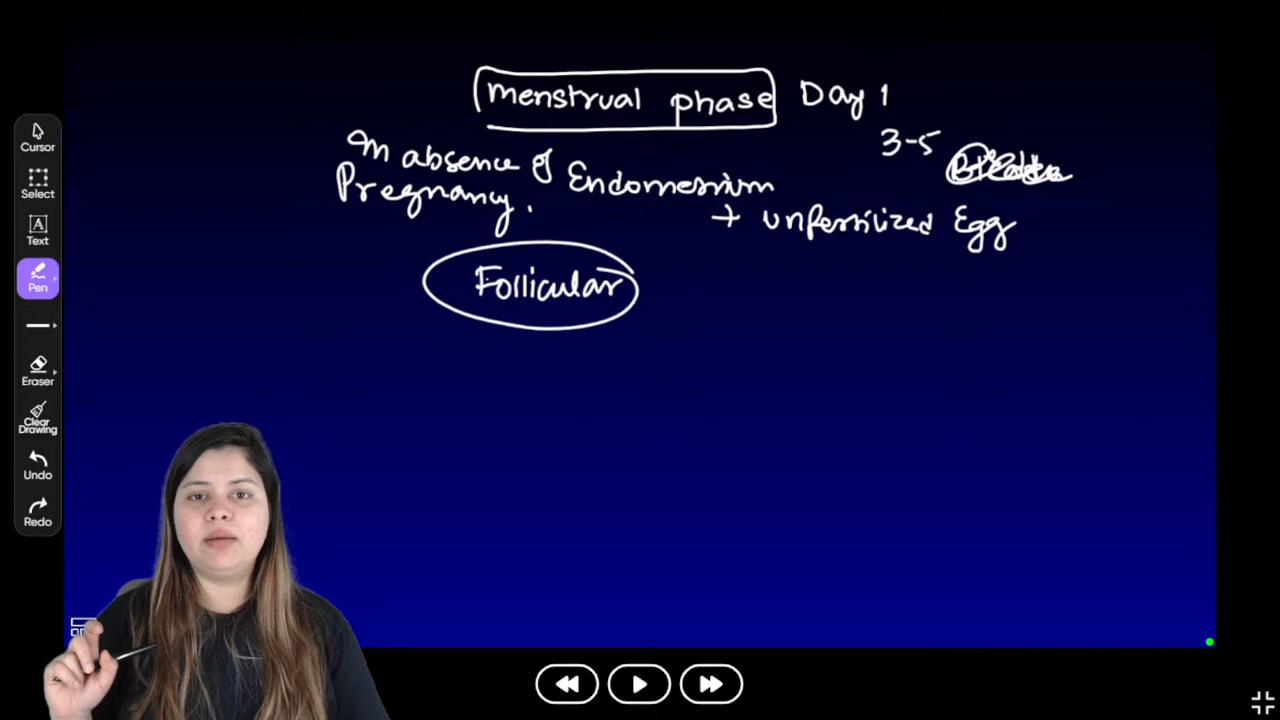 Cursor
Select
Text
Pen
Eraser
Clear
Drawing
Undo
Redo
menstrual phase Day 1
3-5
In absence of
Pregnancy.
Endometrium
+ unfertilized Egg
Follicular